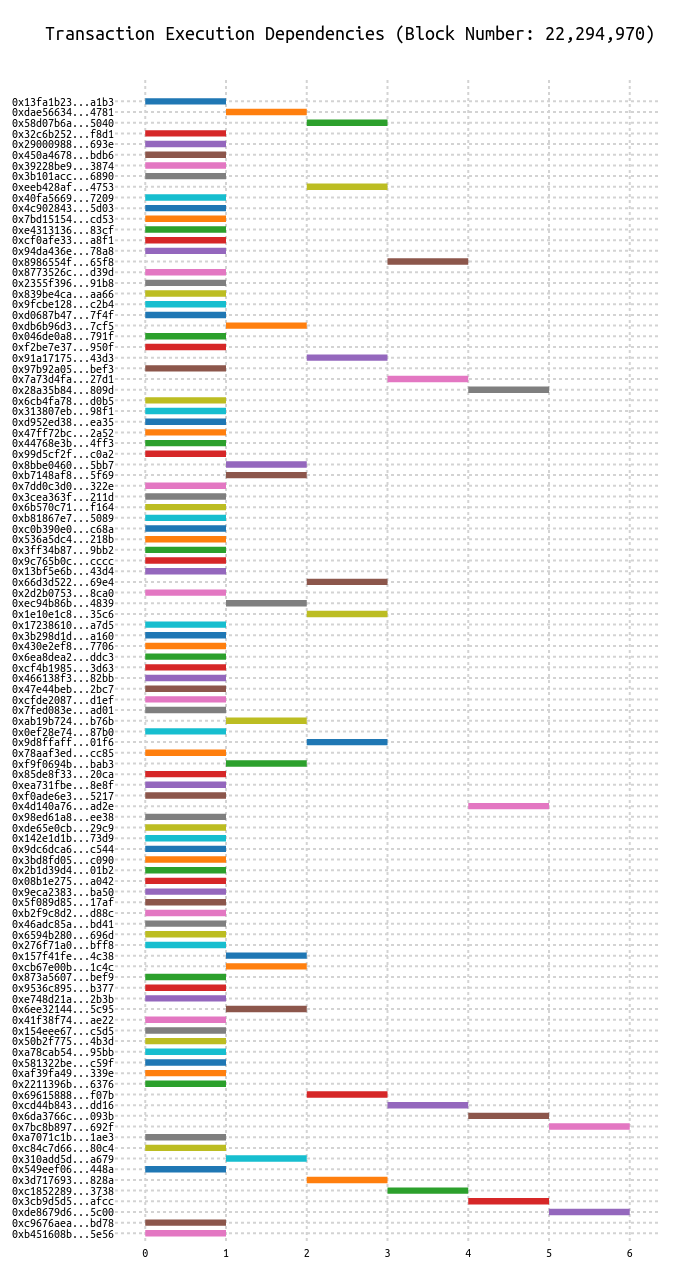 Transaction Execution Dependencies (Block Number: 22,294,970)
0x13fa1b23...a1b3
0xdae56634...4781
0x58d07b6a...5040
0x32c6b252...f8d1
0x29000988...693e
0x450a4678...bdb6
0x39228be9...3874
0x3b101acc...6890
0xeeb428af...4753
0x40fa5669...7209
0x4c902843...5d03
0x7bd15154...cd53
0xe4313136...83cf
0xcf0afe33...a8f1
0x94da436e...78a8
0x8986554f...65f8
0x8773526c...d39d
0x2355f396...91b8
0x839be4ca...aa66
0x9fcbe128...c2b4
0xd0687b47...7f4f
0xdb6b96d3...7cf5
0x046de0a8...791f
0xf2be7e37...950f
0x91a17175...43d3
0x97b92a05...bef3
0x7a73d4fa...27d1
0x28a35b84...809d
0x6cb4fa78...d0b5
0x313807eb...98f1
0xd952ed38...ea35
0x47ff72bc...2a52
0x44768e3b...4ff3
0x99d5cf2f...c0a2
0x8bbe0460...5bb7
0xb7148af8...5f69
0x7dd0c3d0...322e
0x3cea363f...211d
0x6b570c71...f164
0xb81867e7...5089
0xc0b390e0...c68a
0x536a5dc4...218b
0x3ff34b87...9bb2
0x9c765b0c...cccc
0x13bf5e6b...43d4
0x66d3d522...69e4
0x2d2b0753...8ca0
0xec94b86b...4839
0x1e10e1c8...35c6
0x17238610...a7d5
0x3b298d1d...a160
0x430e2ef8...7706
0x6ea8dea2...ddc3
0xcf4b1985...3d63
0x466138f3...82bb
0x47e44beb...2bc7
0xcfde2087...d1ef
0x7fed083e...ad01
0xab19b724...b76b
0x0ef28e74...87b0
0x9d8ffaff...01f6
0x78aaf3ed...cc85
0xf9f0694b...bab3
0x85de8f33...20ca
0xea731fbe...8e8f
0xf0ade6e3...5217
0x4d140a76...ad2e
0x98ed61a8...ee38
0xde65e0cb...29c9
0x142e1d1b...73d9
0x9dc6dca6...c544
0x3bd8fd05...c090
0x2b1d39d4...01b2
0x08b1e275...a042
0x9eca2383...ba50
0x5f089d85...17af
0xb2f9c8d2...d88c
0x46adc85a...bd41
0x6594b280...696d
0x276f71a0...bff8
0x157f41fe...4c38
0xcb67e00b...1c4c
0x873a5607...bef9
0x9536c895...b377
0xe748d21a...2b3b
0x6ee32144...5c95
0x41f38f74...ae22
0x154eee67...c5d5
0x50b2f775...4b3d
0xa78cab54...95bb
0x581322be...c59f
0xaf39fa49...339e
0x2211396b...6376
0x69615888...f07b
0xcd44b843...dd16
0x6da3766c...093b
0x7bc8b897...692f
0xa7071c1b...1ae3
0xc84c7d66...80c4
0x310add5d...a679
0x549eef06...448a
0x3d717693...828a
0xc1852289...3738
0x3cb9d5d5...afcc
0xde8679d6...5c00
0xc9676aea...bd78
0xb451608b...5e56
0 1 2 3 4 5 6